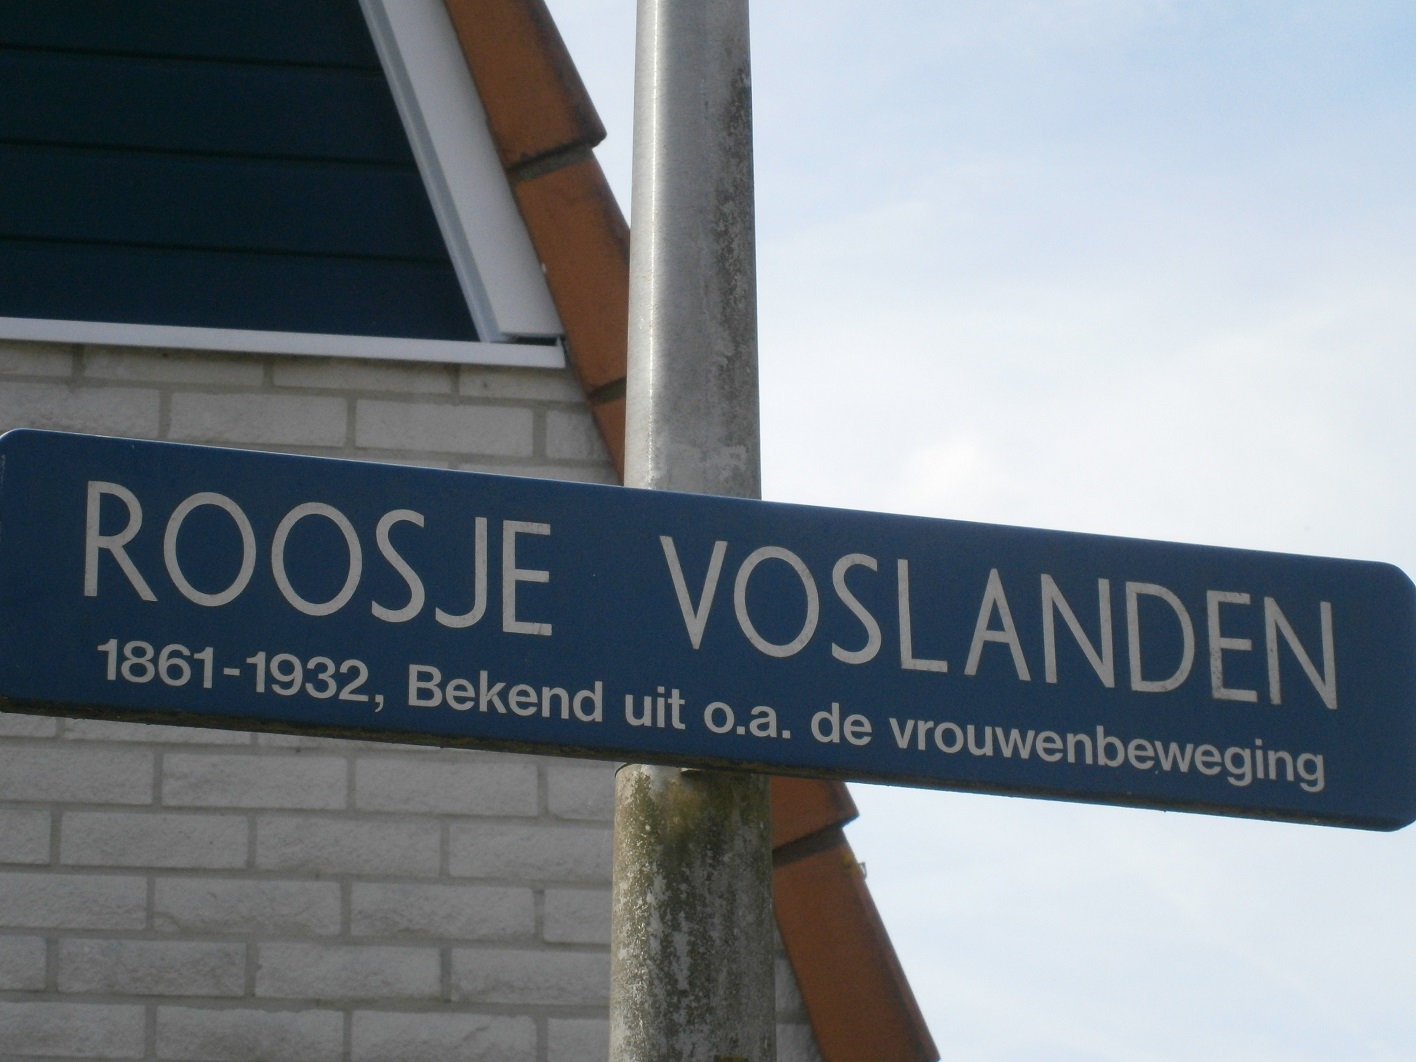 ROOSJE VOSLANDEN
1861-1932, Bekend uit o.a. de vrouwenbeweging